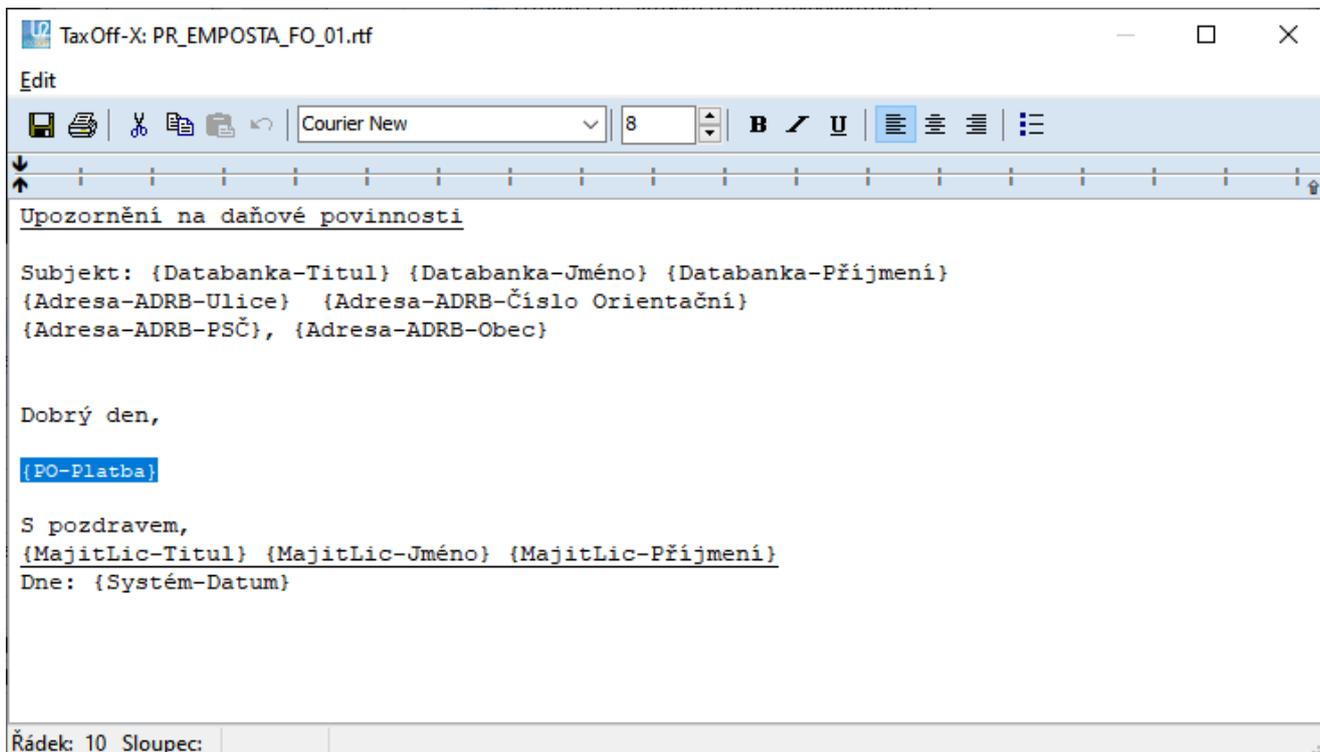 TaxOff-X: PR_EMPOSTA_FO_01.rtf
Edit
Courier New 8 B I U
Upozornění na daňové povinnosti
Subjekt: {Databanka-Titul} {Databanka-Jméno} {Databanka-Příjmení}
{Adresa-ADRB-Ulice}  {Adresa-ADRB-Číslo Orientační}
{Adresa-ADRB-PSČ}, {Adresa-ADRB-Obec}
Dobrý den,
{PO-Platba}
S pozdravem,
{MajitLic-Titul} {MajitLic-Jméno} {MajitLic-Příjmení}
Dne: {Systém-Datum}
Řádek: 10 Sloupec: